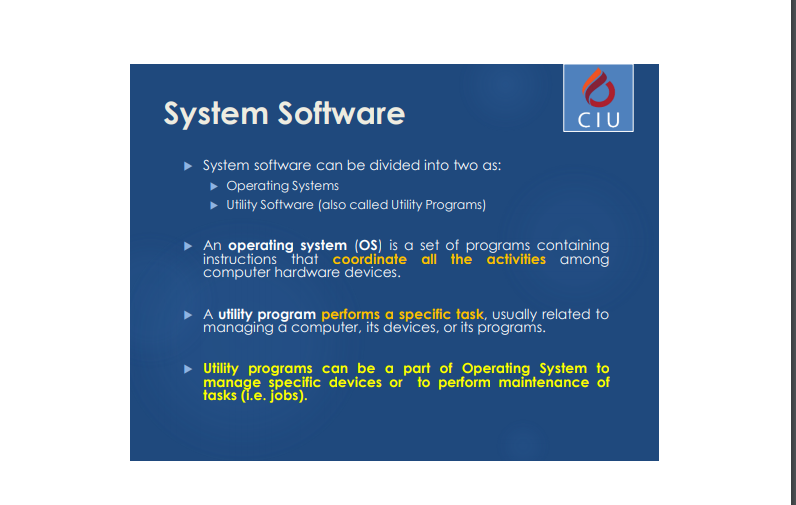 CIU
System Software
System software can be divided into two as:
Operating Systems
Utility Software (also called Utility Programs)
An operating system (OS) is a set of programs containing
instructions that coordinate all the activities among
computer hardware devices.
A utility program performs a specific task, usually related to
managing a computer, its devices, or its programs.
Utility programs can be a part of Operating System to
manage specific devices or to perform maintenance of
tasks (i.e. jobs).